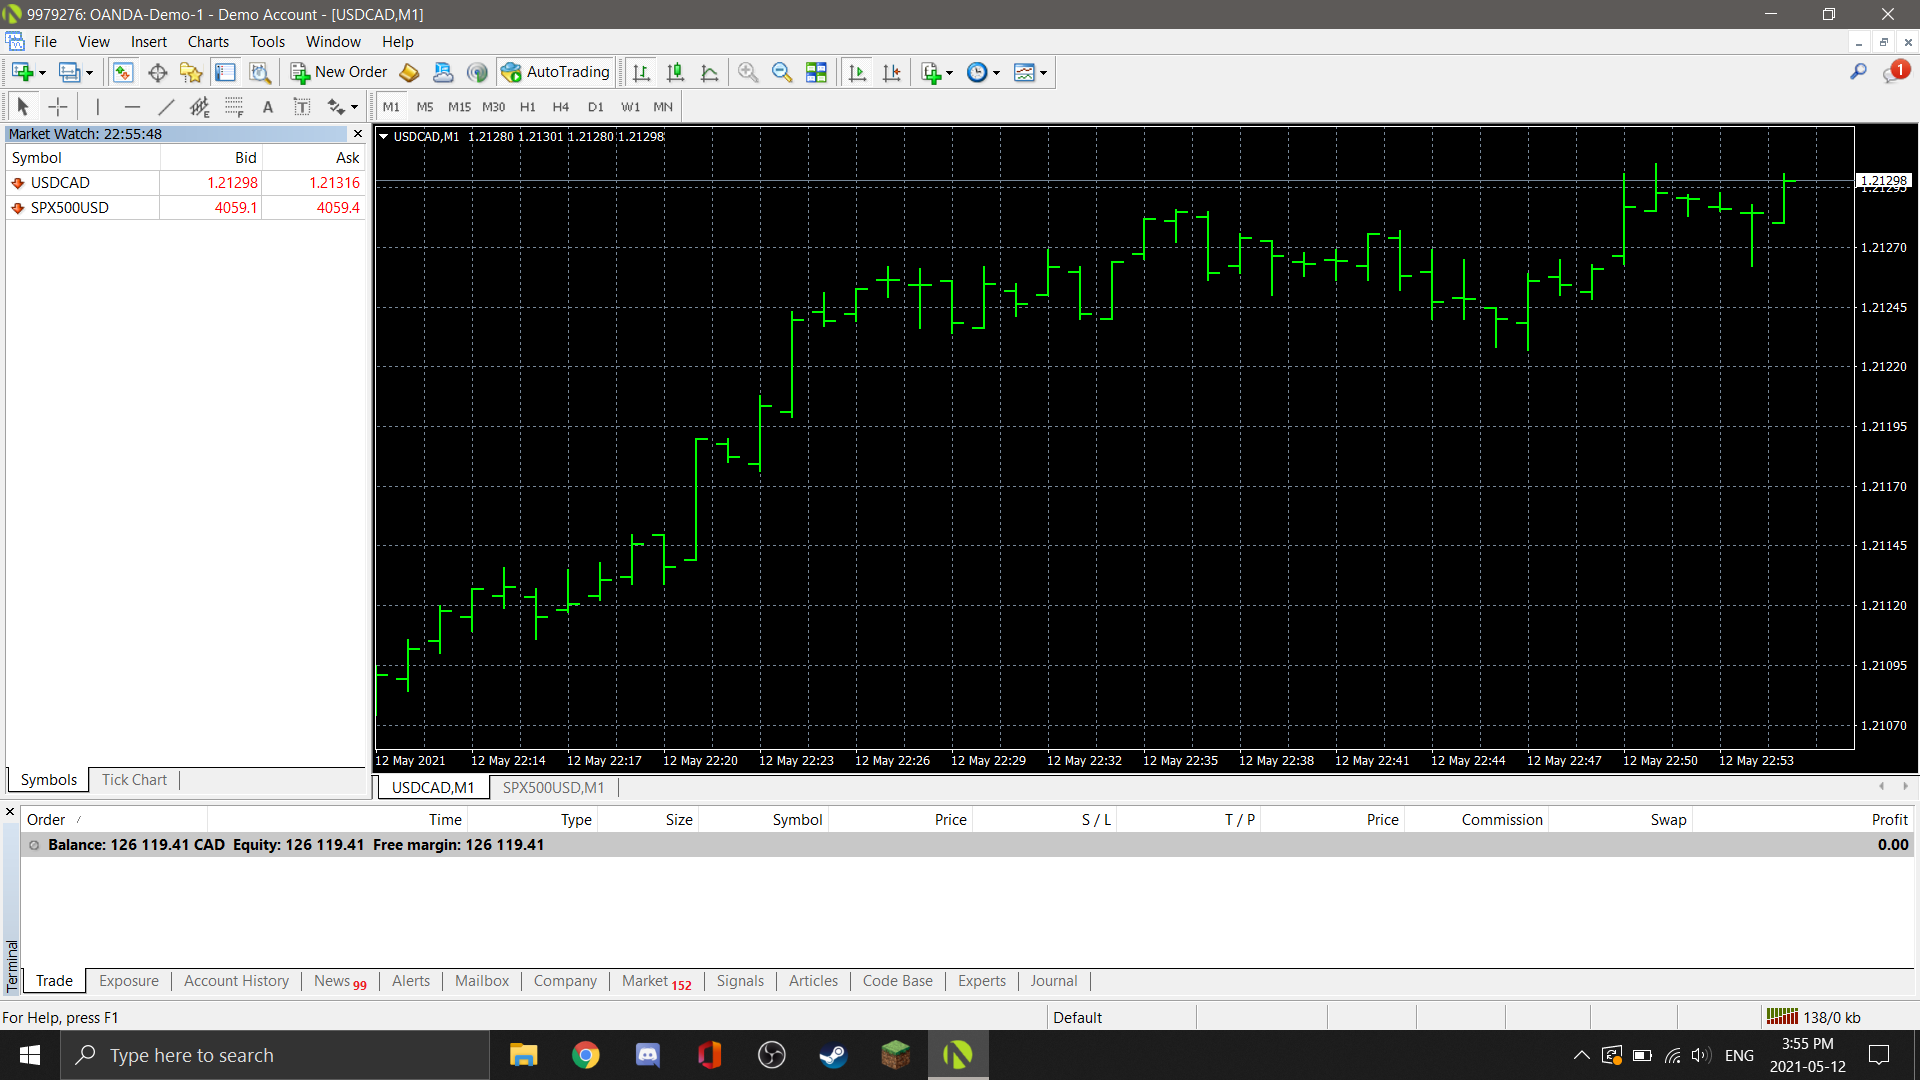 9979276: OANDA-Demo-1 - Demo Account - [USDCAD,M1]
File View Insert Charts Tools Window Help
New Order AutoTrading 1
A T M1 M5 M15 M30 H1 H4 D1 W1 MN
Market Watch: 22:55:48
Symbol Bid Ask
USDCAD 1.21298 1.21316
SPX500USD 4059.1 4059.4
Symbols Tick Chart
USDCAD,M1 1.21280 1.21301 1.21280 1.21298
1.21298
1.21295
1.21270
1.21245
1.21220
1.21195
1.21170
1.21145
1.21120
1.21095
1.21070
12 May 2021 12 May 22:14 12 May 22:17 12 May 22:20 12 May 22:23 12 May 22:26 12 May 22:29 12 May 22:32 12 May 22:35 12 May 22:38 12 May 22:41 12 May 22:44 12 May 22:47 12 May 22:50 12 May 22:53
USDCAD,M1 SPX500USD,M1
Order / Time Type Size Symbol Price S / L T / P Price Commission Swap Profit
Balance: 126 119.41 CAD Equity: 126 119.41 Free margin: 126 119.41 0.00
Terminal
Trade Exposure Account History News 99 Alerts Mailbox Company Market 152 Signals Articles Code Base Experts Journal
For Help, press F1 Default 138/0 kb
Type here to search ENG 3:55 PM
2021-05-12